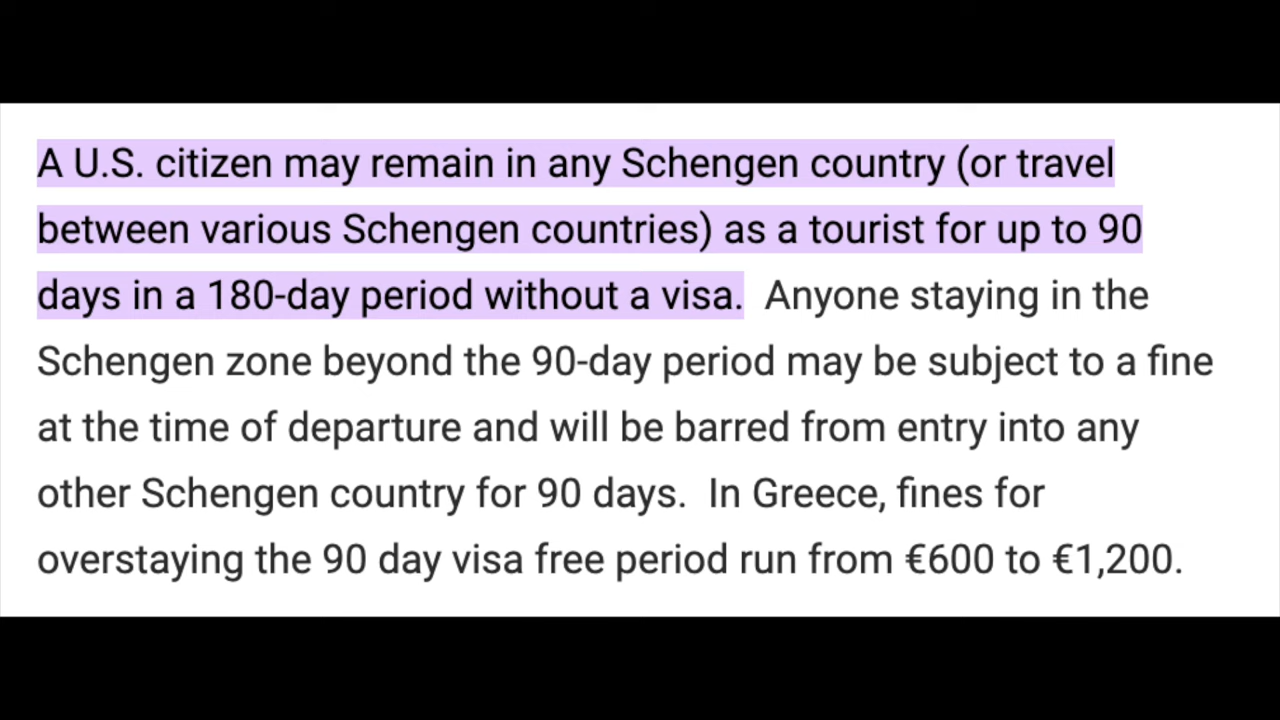 A U.S. citizen may remain in any Schengen country (or travel
between various Schengen countries) as a tourist for up to 90
days in a 180-day period without a visa.  Anyone staying in the
Schengen zone beyond the 90-day period may be subject to a fine
at the time of departure and will be barred from entry into any
other Schengen country for 90 days.  In Greece, fines for
overstaying the 90 day visa free period run from €600 to €1,200.